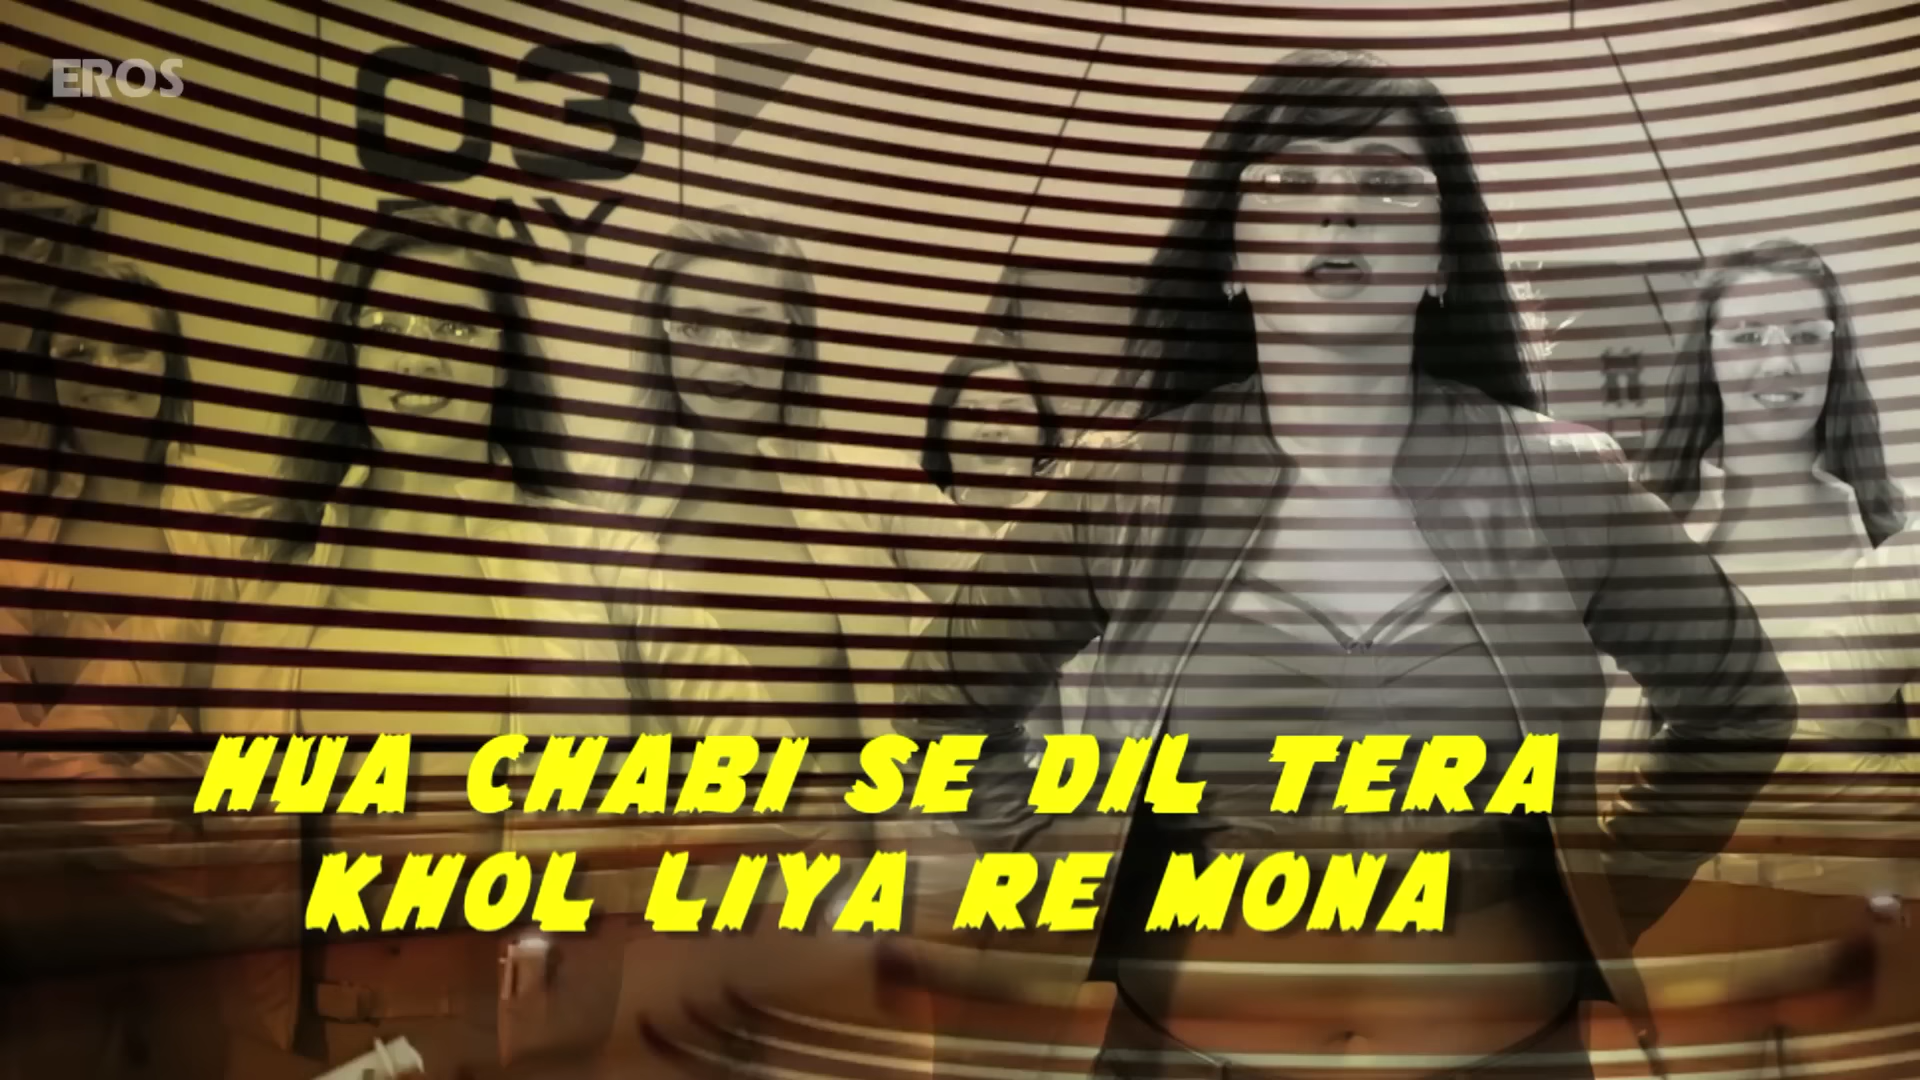 EROS
03
HUA CHABI SE DIL TERA
KHOL LIYA RE MONA